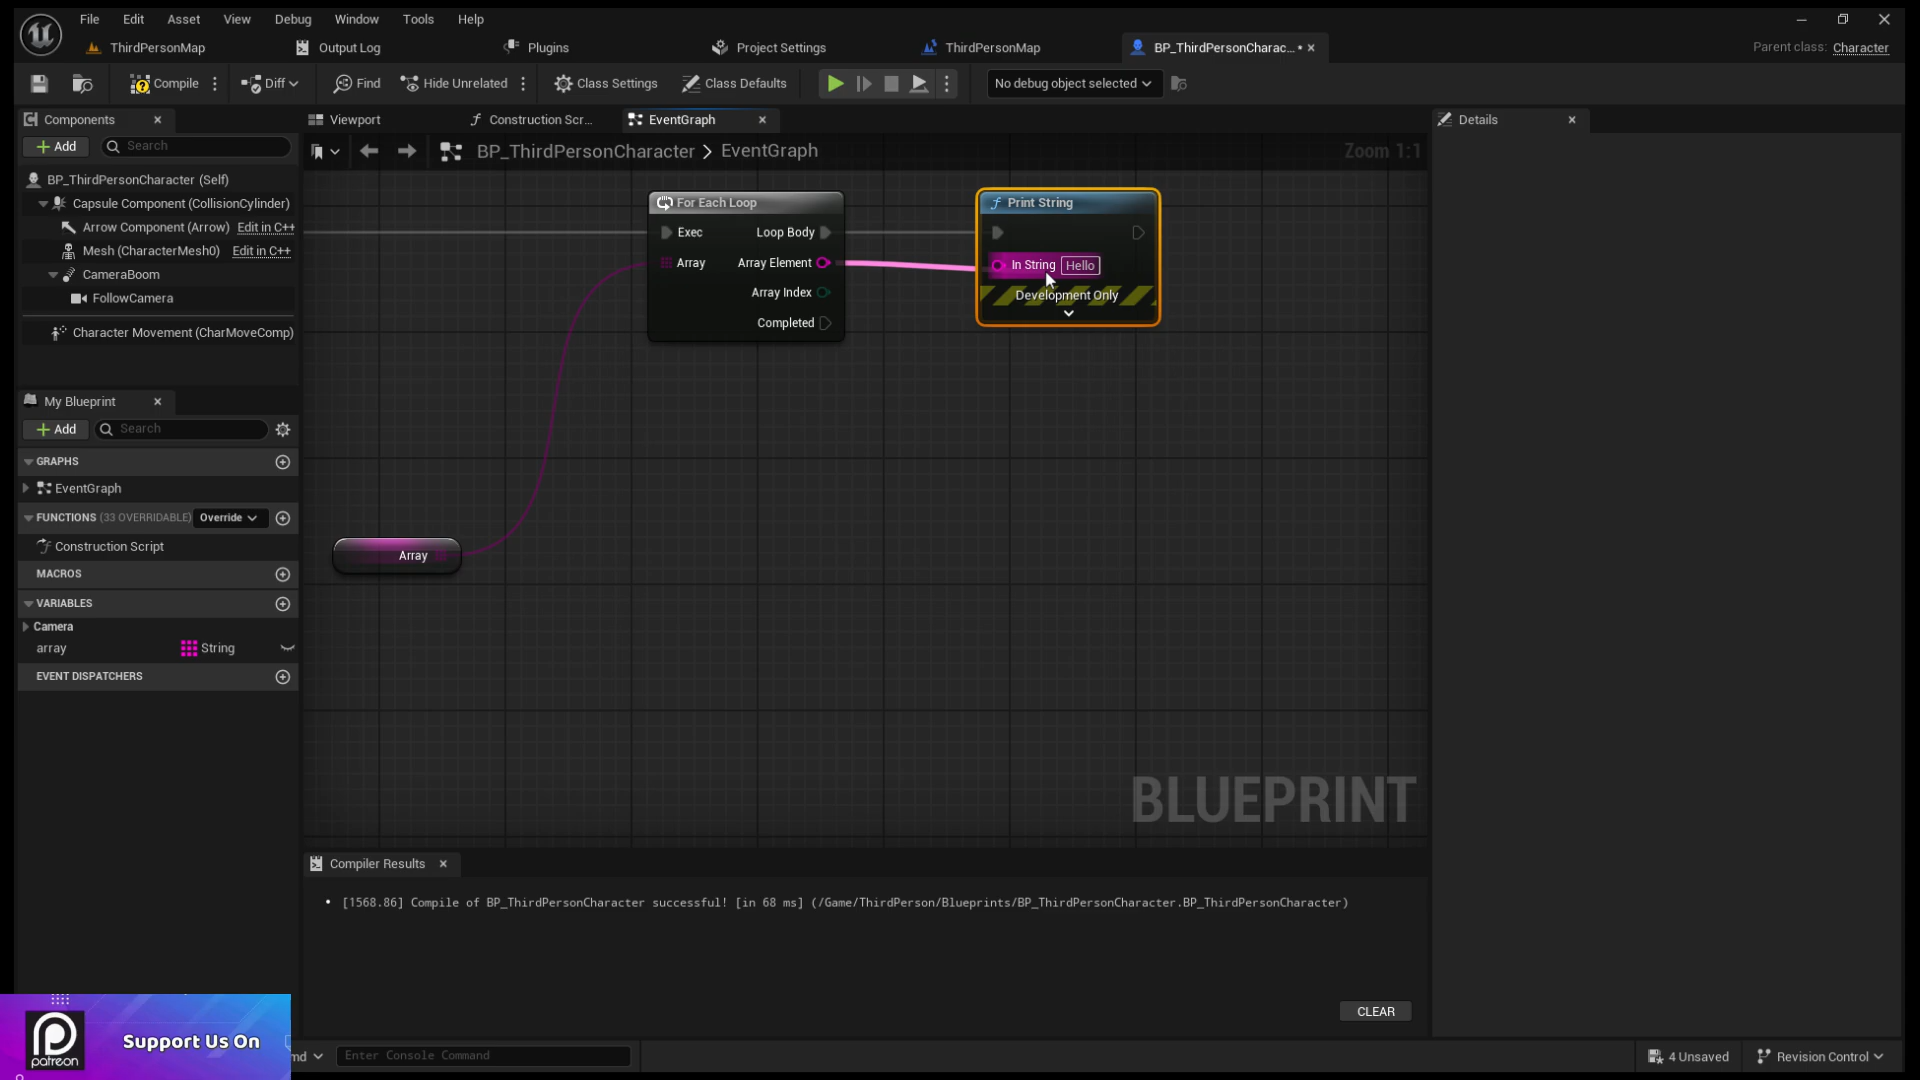 File Edit Asset View Debug Window Tools Help
ThirdPersonMap Output Log Plugins Project Settings ThirdPersonMap BP_ThirdPersonCharac... • Parent class: Character
Compile Diff Find Hide Unrelated Class Settings Class Defaults No debug object selected
Components Viewport Construction Scr... EventGraph Details
Add Search
BP_ThirdPersonCharacter > EventGraph Zoom 1:1
BP_ThirdPersonCharacter (Self)
Capsule Component (CollisionCylinder)
Arrow Component (Arrow) Edit in C++
Mesh (CharacterMesh0) Edit in C++
CameraBoom
FollowCamera
Character Movement (CharMoveComp)
For Each Loop
Exec Loop Body
Array Array Element
Array Index
Completed
Print String
In String Hello
Development Only
Array
My Blueprint
Add Search
GRAPHS
EventGraph
FUNCTIONS (33 OVERRIDABLE) Override
Construction Script
MACROS
VARIABLES
Camera
array String
EVENT DISPATCHERS
BLUEPRINT
Compiler Results
• [1568.86] Compile of BP_ThirdPersonCharacter successful! [in 68 ms] (/Game/ThirdPerson/Blueprints/BP_ThirdPersonCharacter.BP_ThirdPersonCharacter)
CLEAR
patreon
Support Us On
md Enter Console Command 4 Unsaved Revision Control